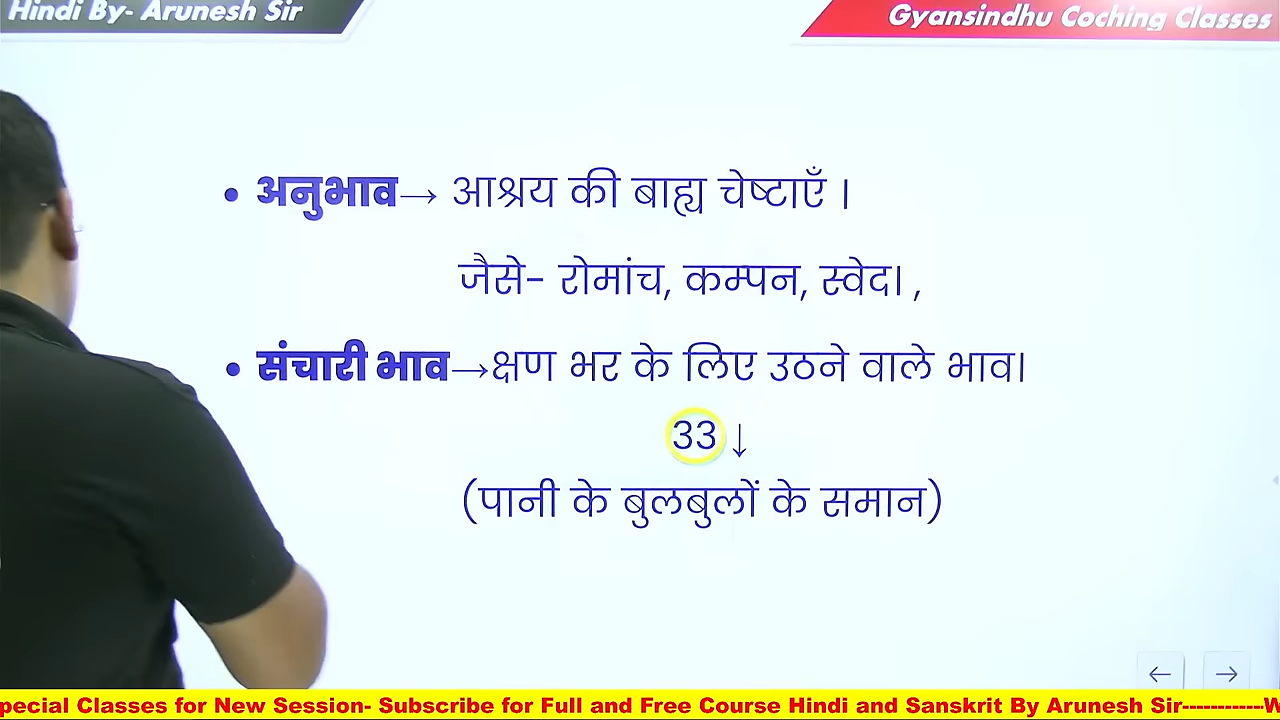 Hindi By- Arunesh Sir
Gyansindhu Coching Classes
• अनुभाव→ आश्रय की बाह्य चेष्टाएँ ।
जैसे- रोमांच, कम्पन, स्वेद। ,
• संचारी भाव→क्षण भर के लिए उठने वाले भाव।
33 ↓
(पानी के बुलबुलों के समान)
← →
pecial Classes for New Session- Subscribe for Full and Free Course Hindi and Sanskrit By Arunesh Sir-----------W